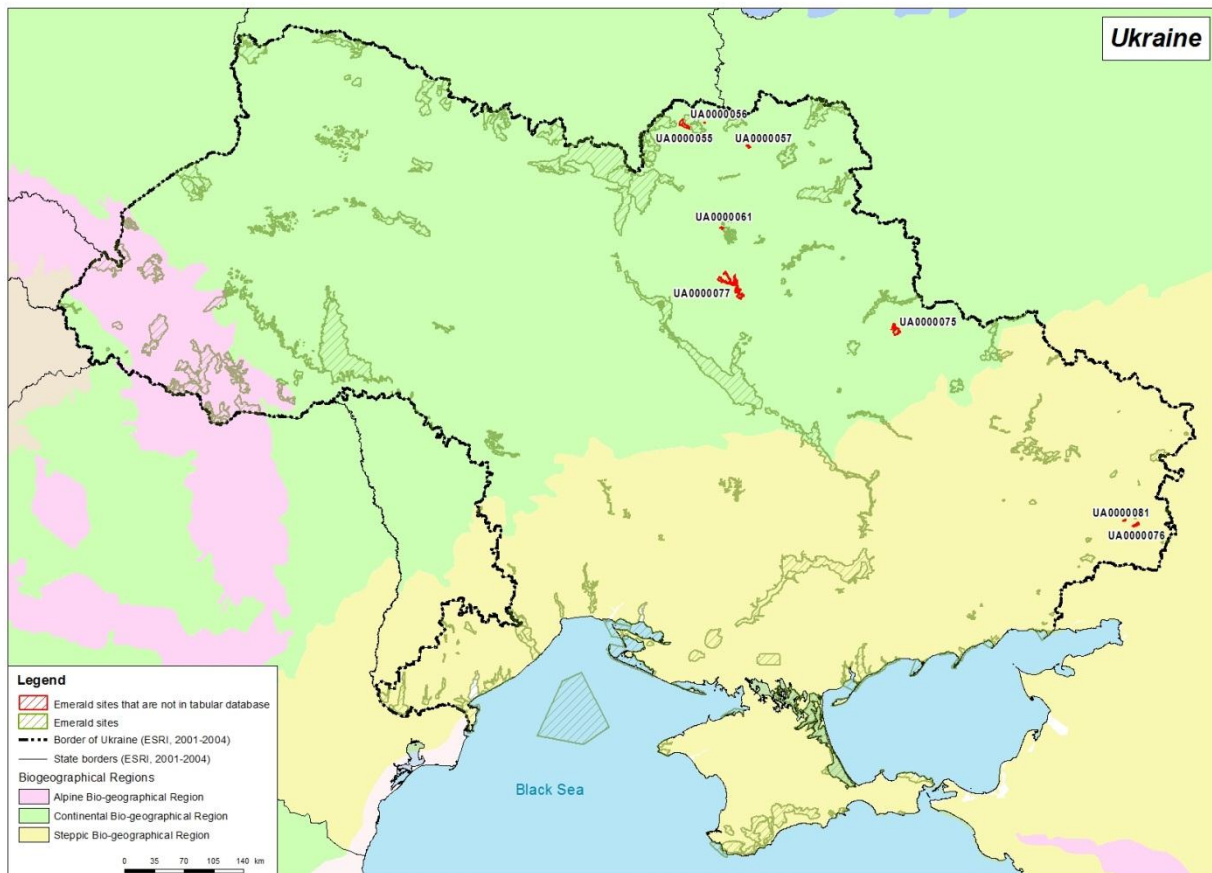 Ukraine
UA0000056
UA0000055
UA0000057
UA0000061
UA0000077
UA0000075
UA0000081
UA0000076
Black Sea
Legend
Emerald sites that are not in tabular database
Emerald sites
Border of Ukraine (ESRI, 2001-2004)
State borders (ESRI, 2001-2004)
Biogeographical Regions
Alpine Bio-geographical Region
Continental Bio-geographical Region
Steppic Bio-geographical Region
0 35 70 105 140 km